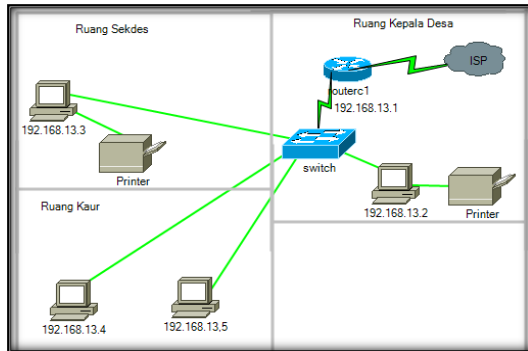 Ruang Sekdes
192.168.13.3
Printer
Ruang Kepala Desa
ISP
routerc1
192.168.13.1
switch
192.168.13.2
Printer
Ruang Kaur
192.168.13.4
192.168.13,5